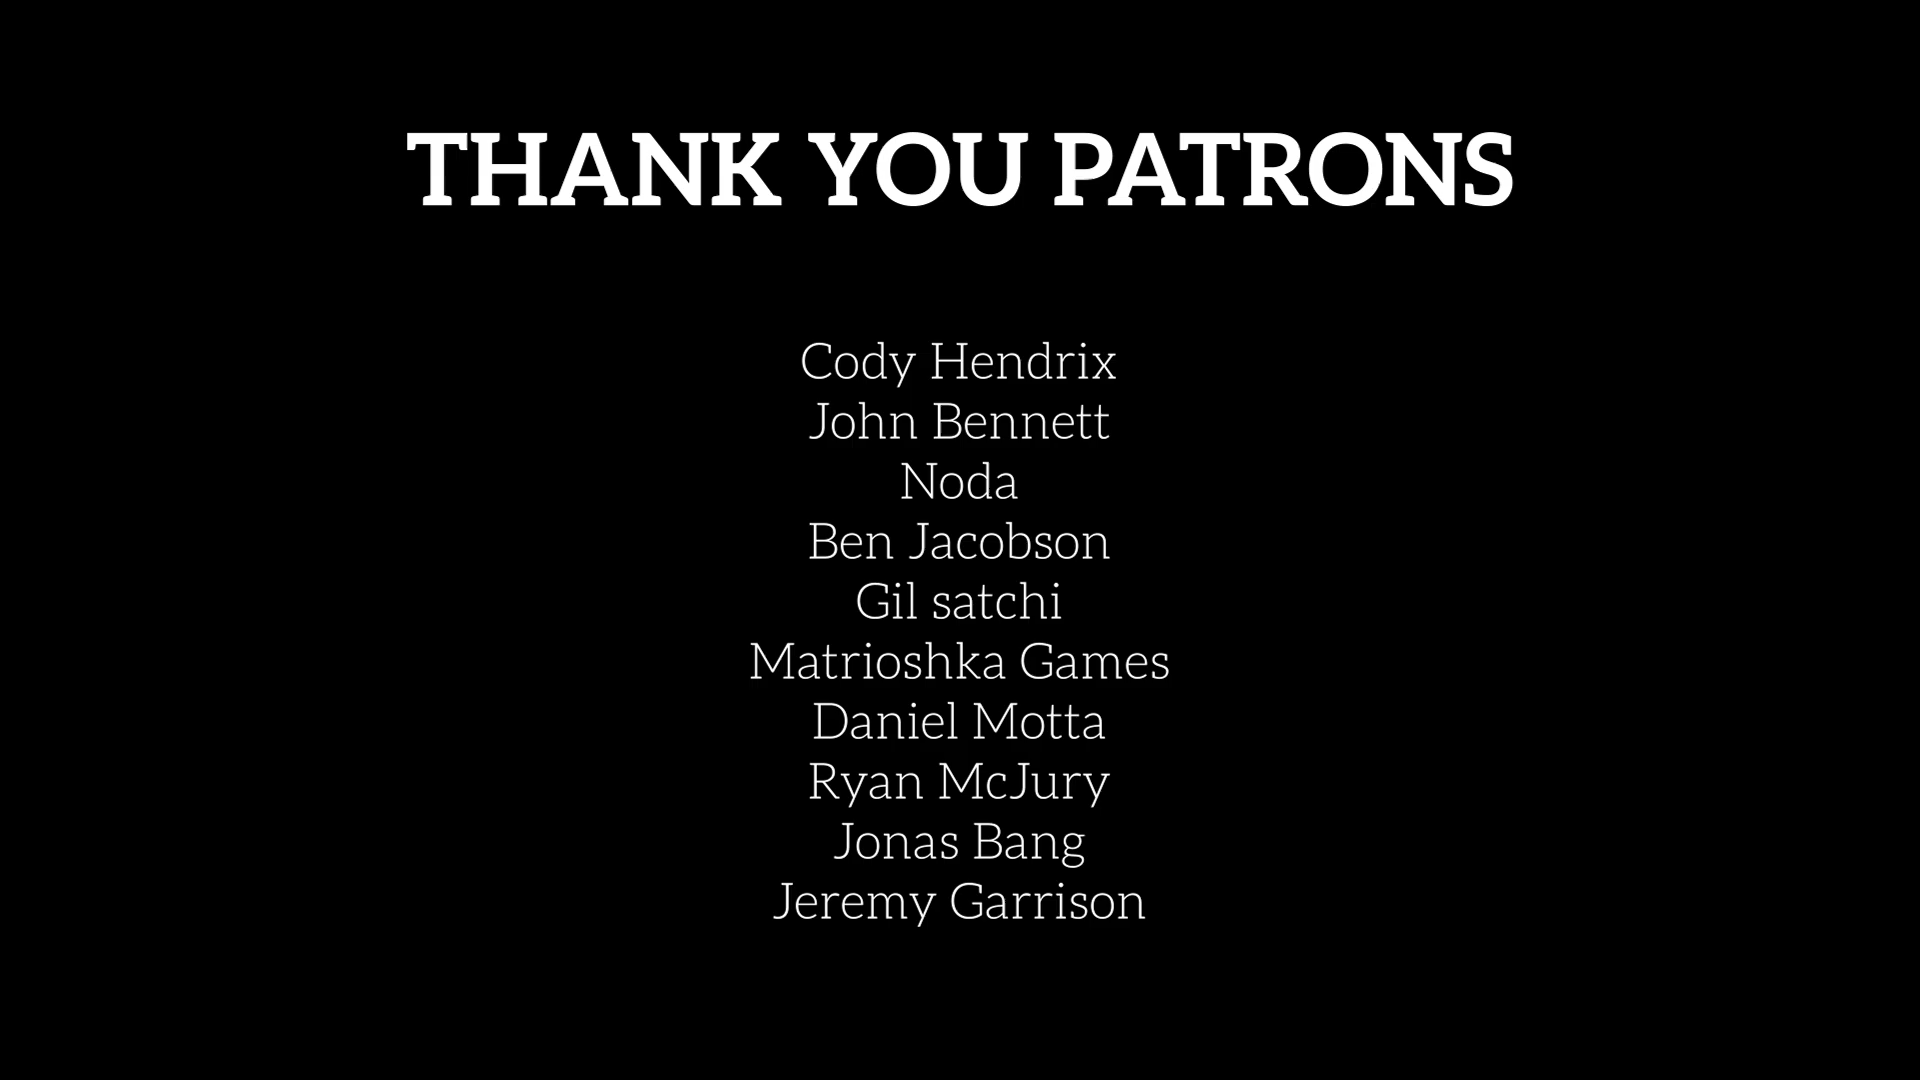 THANK YOU PATRONS
Cody Hendrix
John Bennett
Noda
Ben Jacobson
Gil satchi
Matrioshka Games
Daniel Motta
Ryan McJury
Jonas Bang
Jeremy Garrison